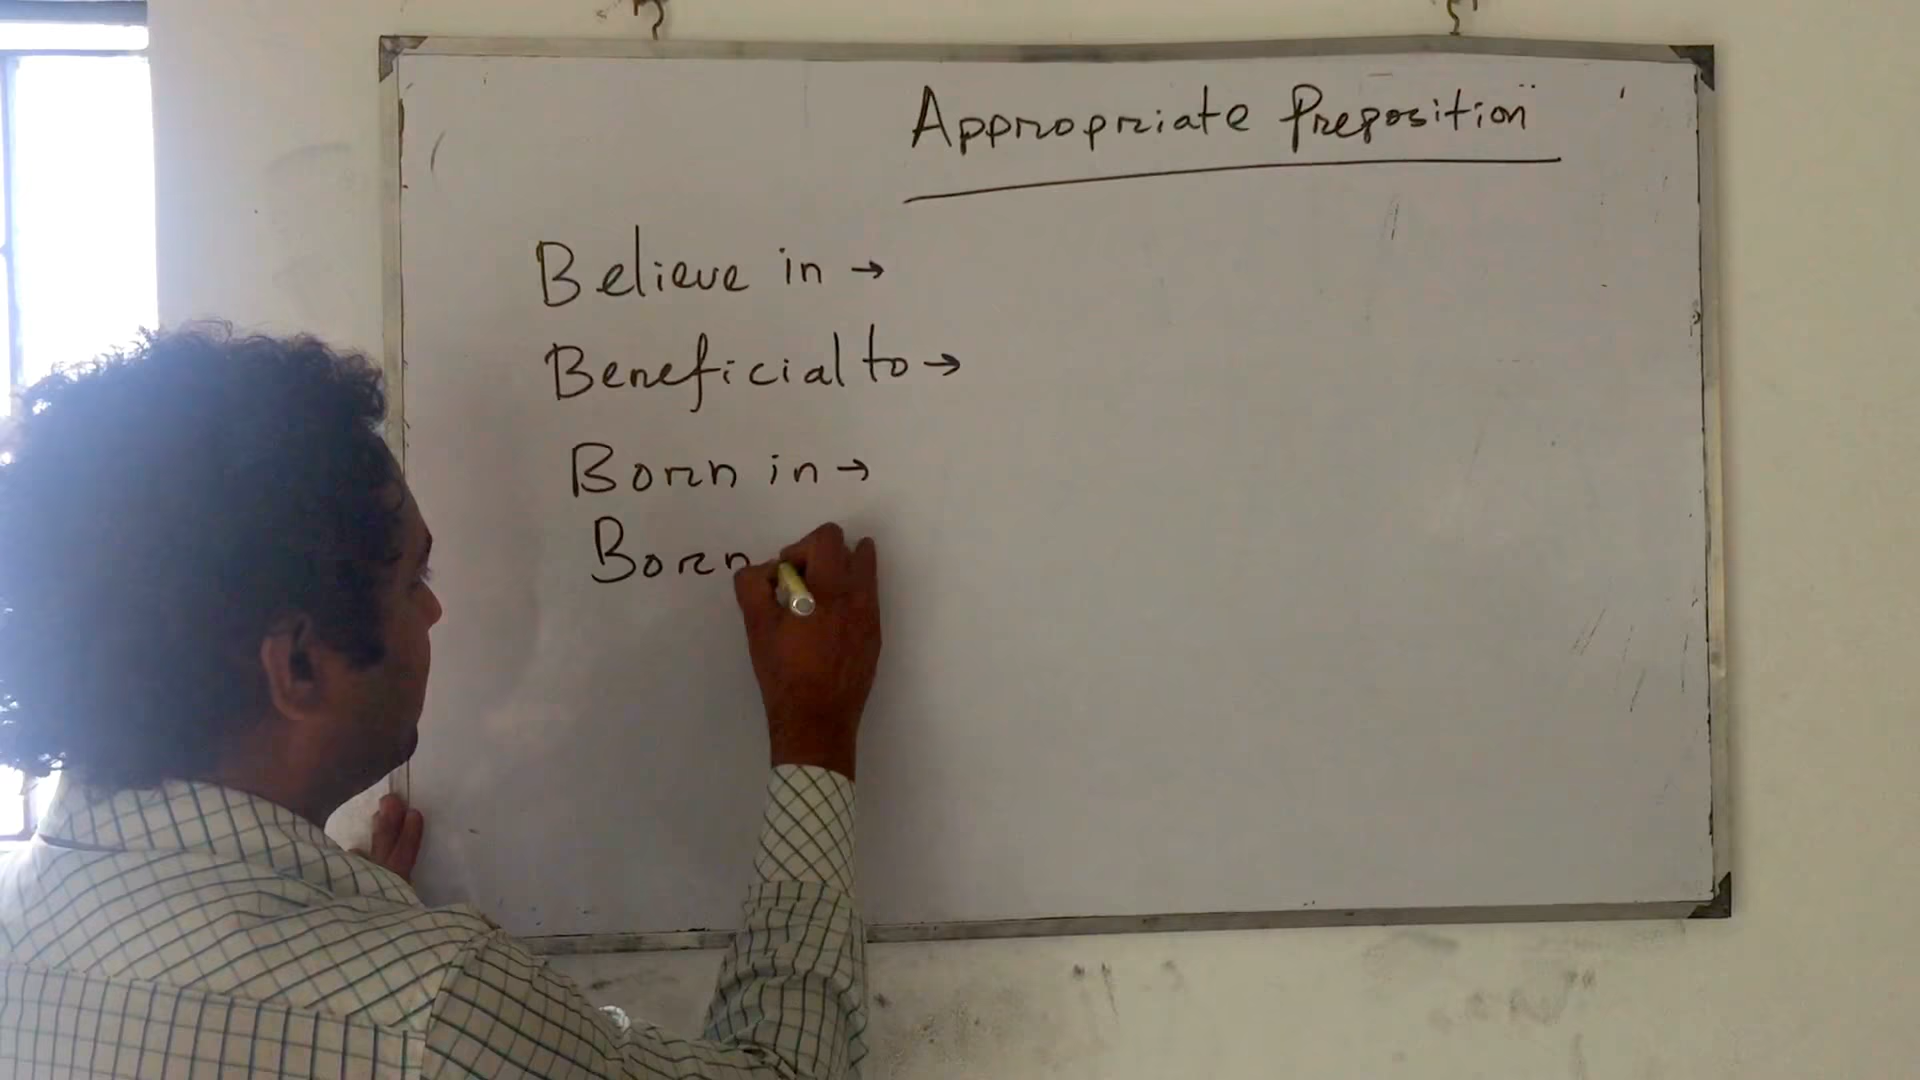 Appropriate Preposition
Believe in →
Beneficial to →
Born in →
Born